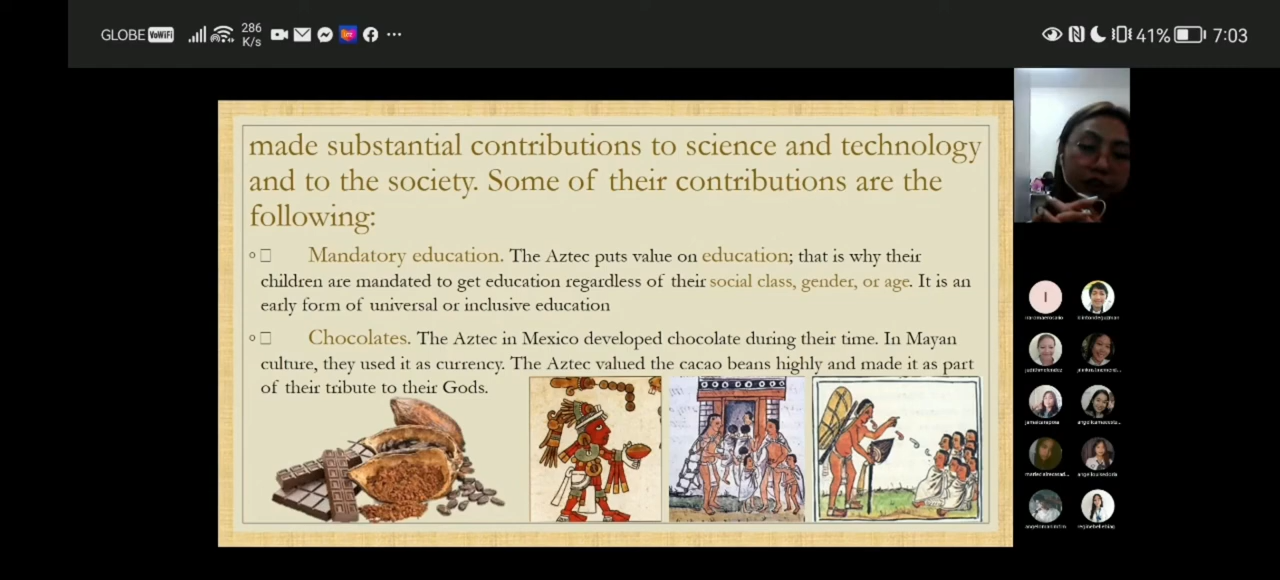 GLOBE VoWiFi 286 K/s ··· 41% 7:03
made substantial contributions to science and technology
and to the society. Some of their contributions are the
following:
Mandatory education. The Aztec puts value on education; that is why their
children are mandated to get education regardless of their social class, gender, or age. It is an
early form of universal or inclusive education
Chocolates. The Aztec in Mexico developed chocolate during their time. In Mayan
culture, they used it as currency. The Aztec valued the cacao beans highly and made it as part
of their tribute to their Gods.
I